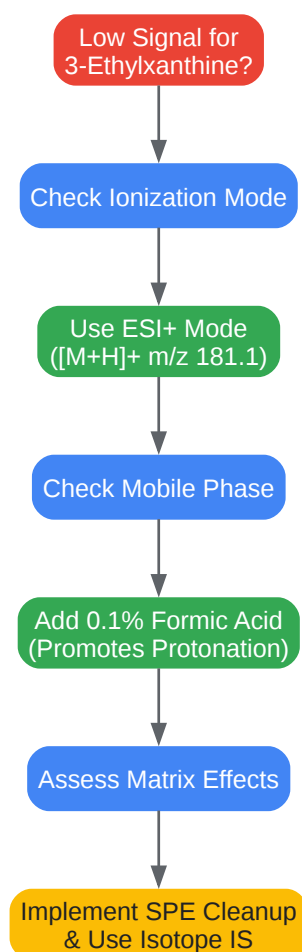 Low Signal for
3-Ethylxanthine?
Check Ionization Mode
Use ESI+ Mode
([M+H]+ m/z 181.1)
Check Mobile Phase
Add 0.1% Formic Acid
(Promotes Protonation)
Assess Matrix Effects
Implement SPE Cleanup
& Use Isotope IS